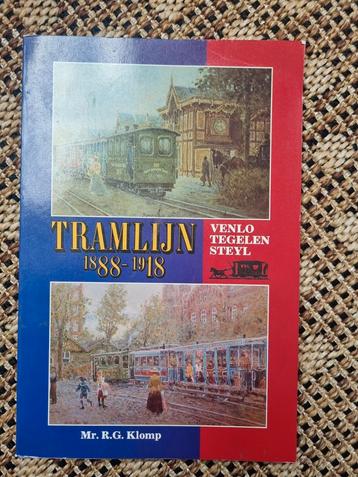 TRAMLIJN
1888-1918
VENLO
TEGELEN
STEYL
Mr. R.G. Klomp